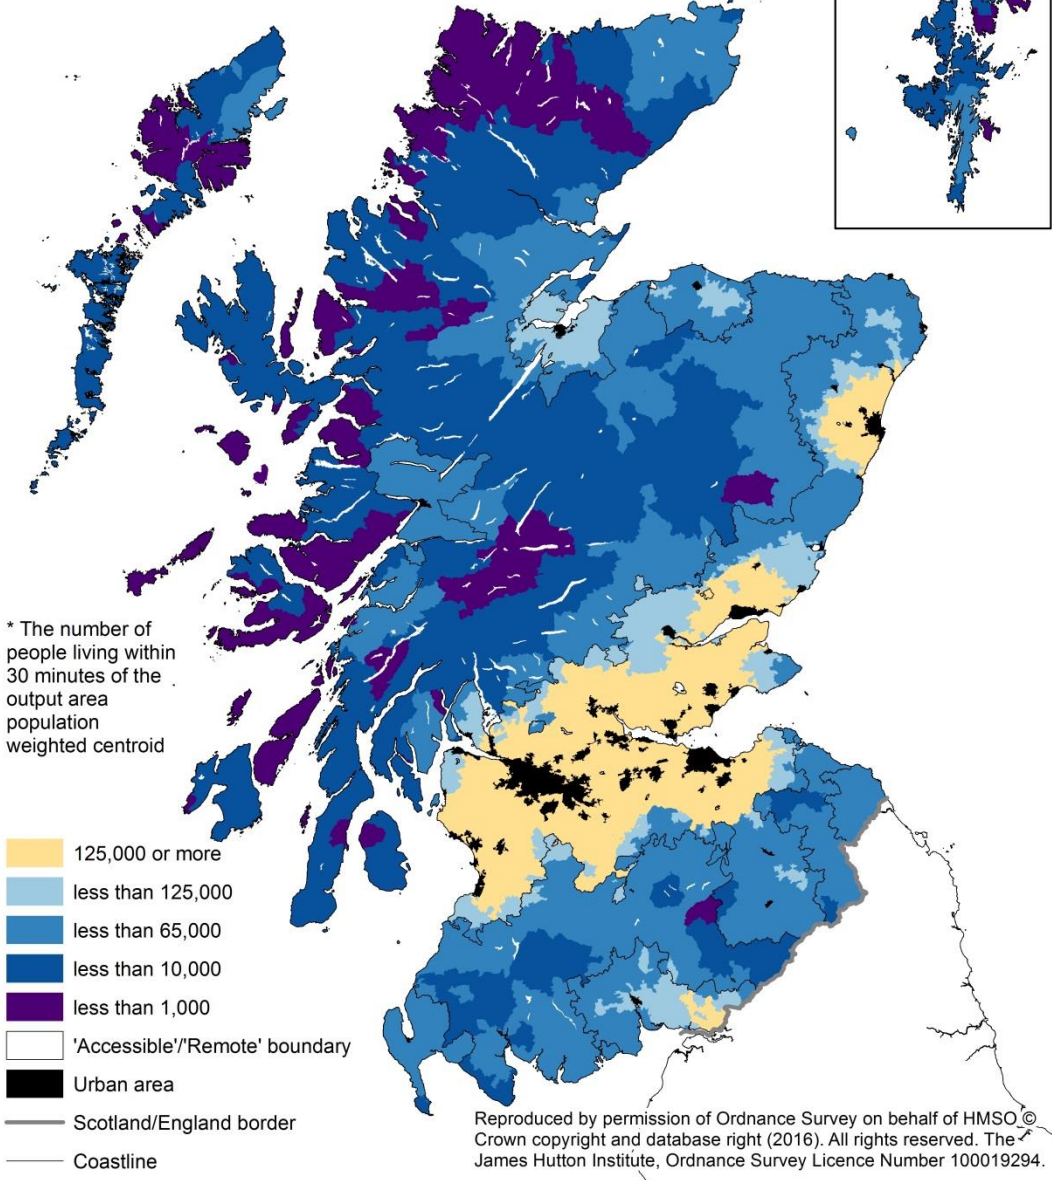 * The number of
people living within
30 minutes of the
output area
population
weighted centroid
125,000 or more
less than 125,000
less than 65,000
less than 10,000
less than 1,000
'Accessible'/'Remote' boundary
Urban area
Scotland/England border
Coastline
Reproduced by permission of Ordnance Survey on behalf of HMSO ©
Crown copyright and database right (2016). All rights reserved. The
James Hutton Institute, Ordnance Survey Licence Number 100019294.